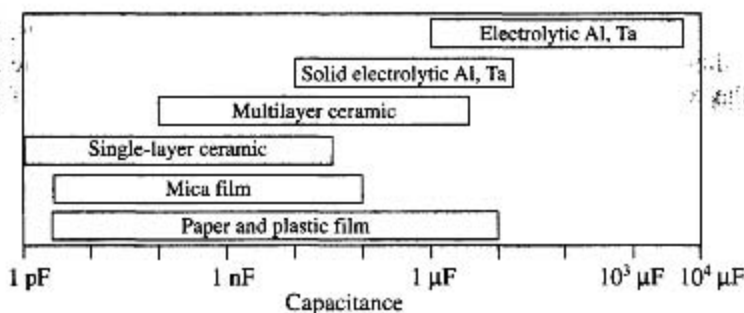 Electrolytic Al, Ta
Solid electrolytic Al, Ta
Multilayer ceramic
Single-layer ceramic
Mica film
Paper and plastic film
1 pF 1 nF 1 μF 10³ μF 10⁴ μF
Capacitance